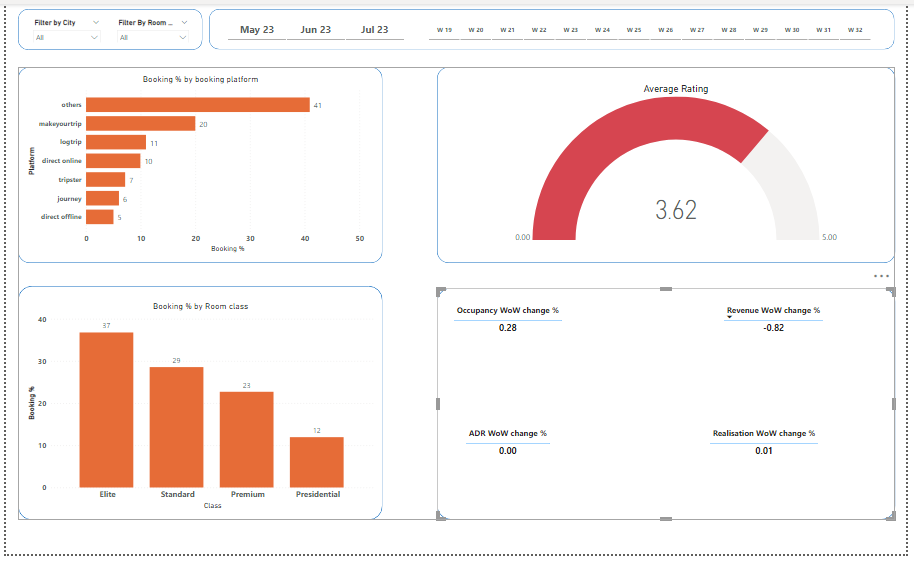 Filter by City
Filter By Room ...
All
All
May 23
Jun 23
Jul 23
W 19
W 20
W 21
W 22
W 23
W 24
W 25
W 26
W 27
W 28
W 29
W 30
W 31
W 32
Booking % by booking platform
Platform
others
41
makeyourtrip
20
logtrip
11
direct online
10
tripster
7
journey
6
direct offline
5
0
10
20
30
40
50
Booking %
Average Rating
3.62
0.00
5.00
Booking % by Room class
Booking %
40
30
20
10
0
37
29
23
12
Elite
Standard
Premium
Presidential
Class
Occupancy WoW change %
0.28
Revenue WoW change %
-0.82
ADR WoW change %
0.00
Realisation WoW change %
0.01